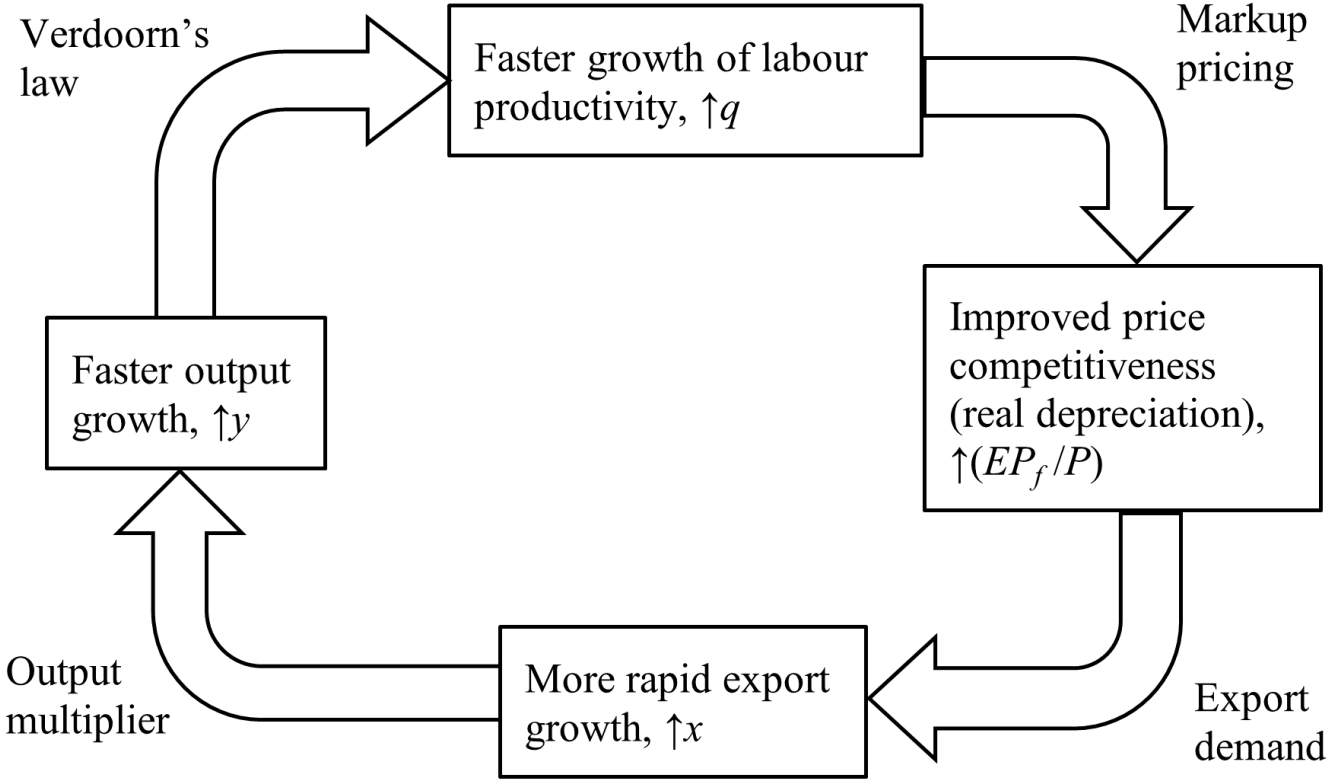 Verdoorn’s
law
Faster growth of labour
productivity, ↑q
Markup
pricing
Improved price
competitiveness
(real depreciation),
↑(EP_f /P)
Faster output
growth, ↑y
Output
multiplier
More rapid export
growth, ↑x
Export
demand